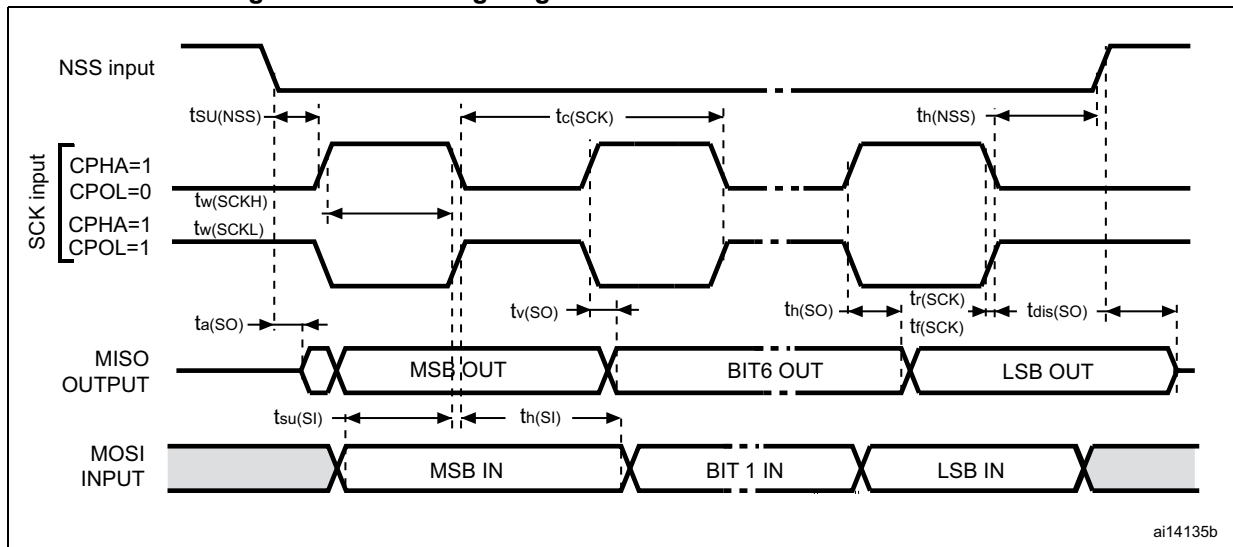 NSS input
tSU(NSS)
tc(SCK)
th(NSS)
SCK input
CPHA=1
CPOL=0
tw(SCKH)
CPHA=1
tw(SCKL)
CPOL=1
ta(SO)
tv(SO)
th(SO)
tr(SCK)
tf(SCK)
tdis(SO)
MISO
OUTPUT
MSB OUT
BIT6 OUT
LSB OUT
tsu(SI)
th(SI)
MOSI
INPUT
MSB IN
BIT 1 IN
LSB IN
ai14135b